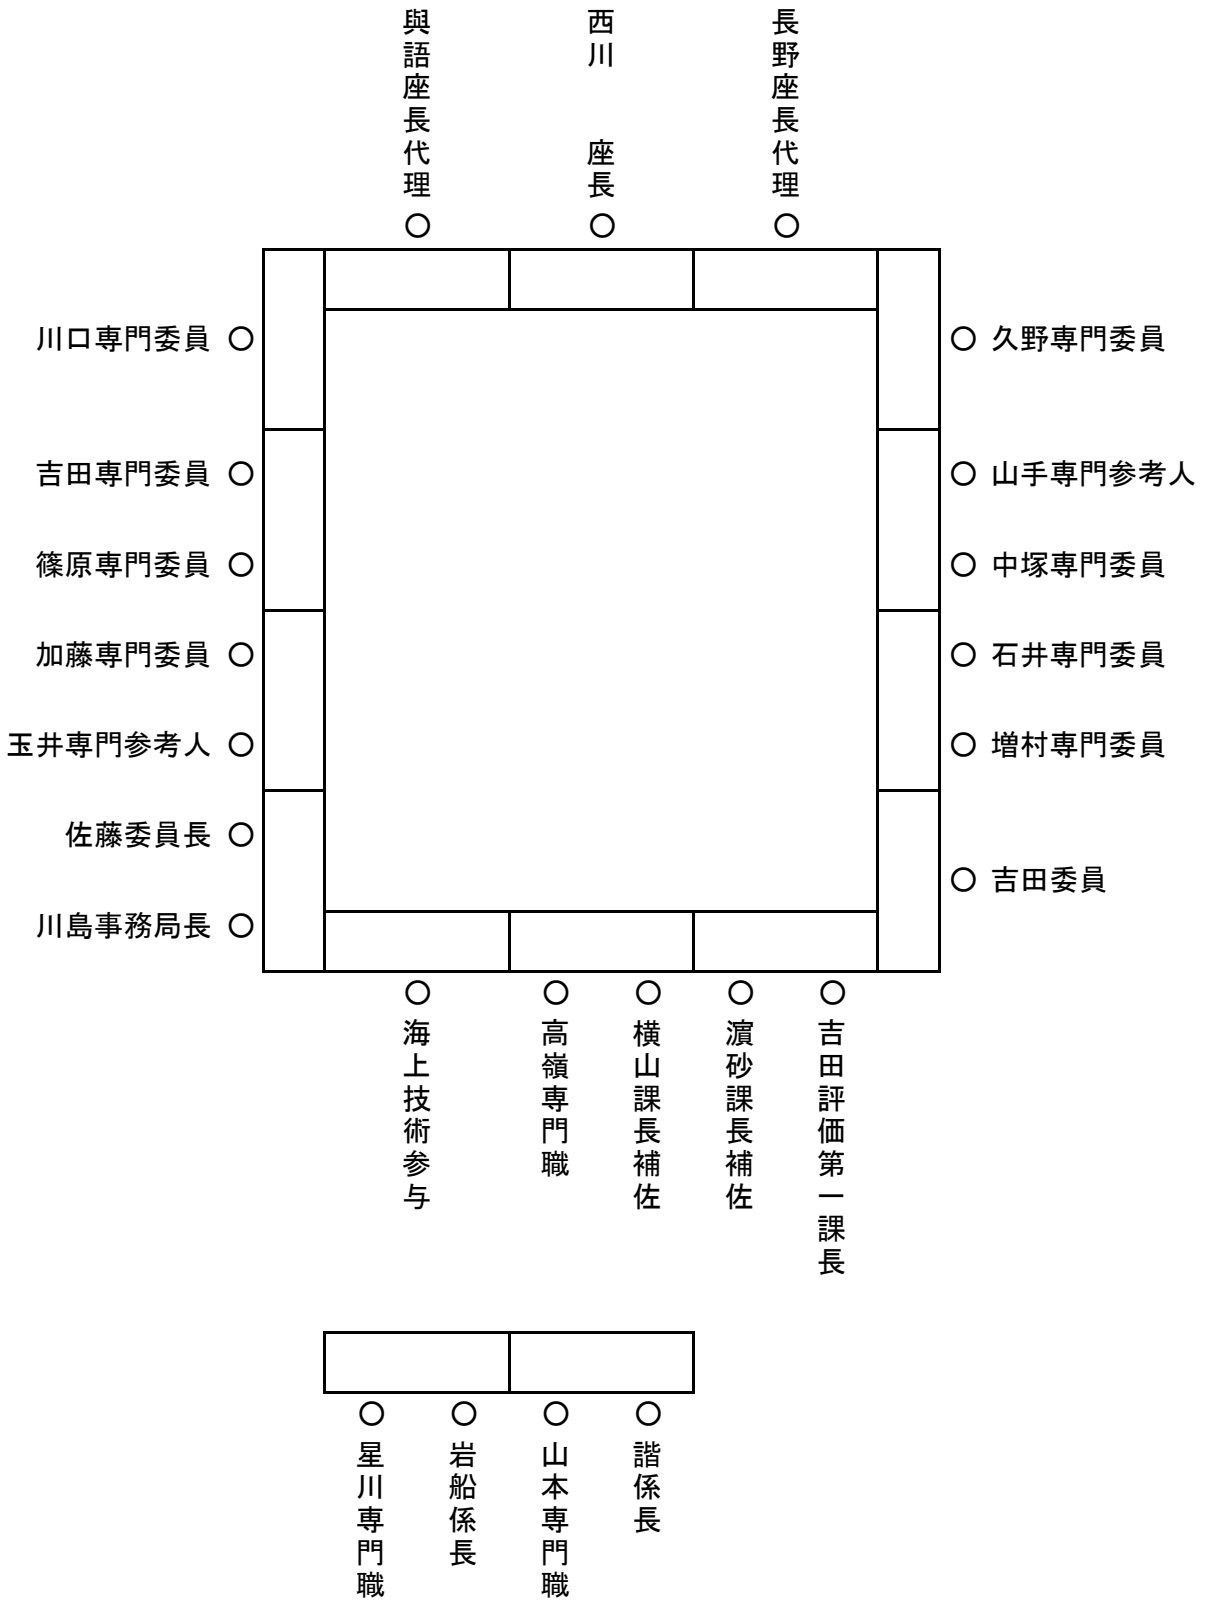 與語座長代理
西川　座長
長野座長代理
川口専門委員
久野専門委員
吉田専門委員
山手専門参考人
篠原専門委員
中塚専門委員
加藤専門委員
石井専門委員
玉井専門参考人
増村専門委員
佐藤委員長
吉田委員
川島事務局長
海上技術参与
高嶺専門職
横山課長補佐
濵砂課長補佐
吉田評価第一課長
星川専門職
岩船係長
山本専門職
諧係長